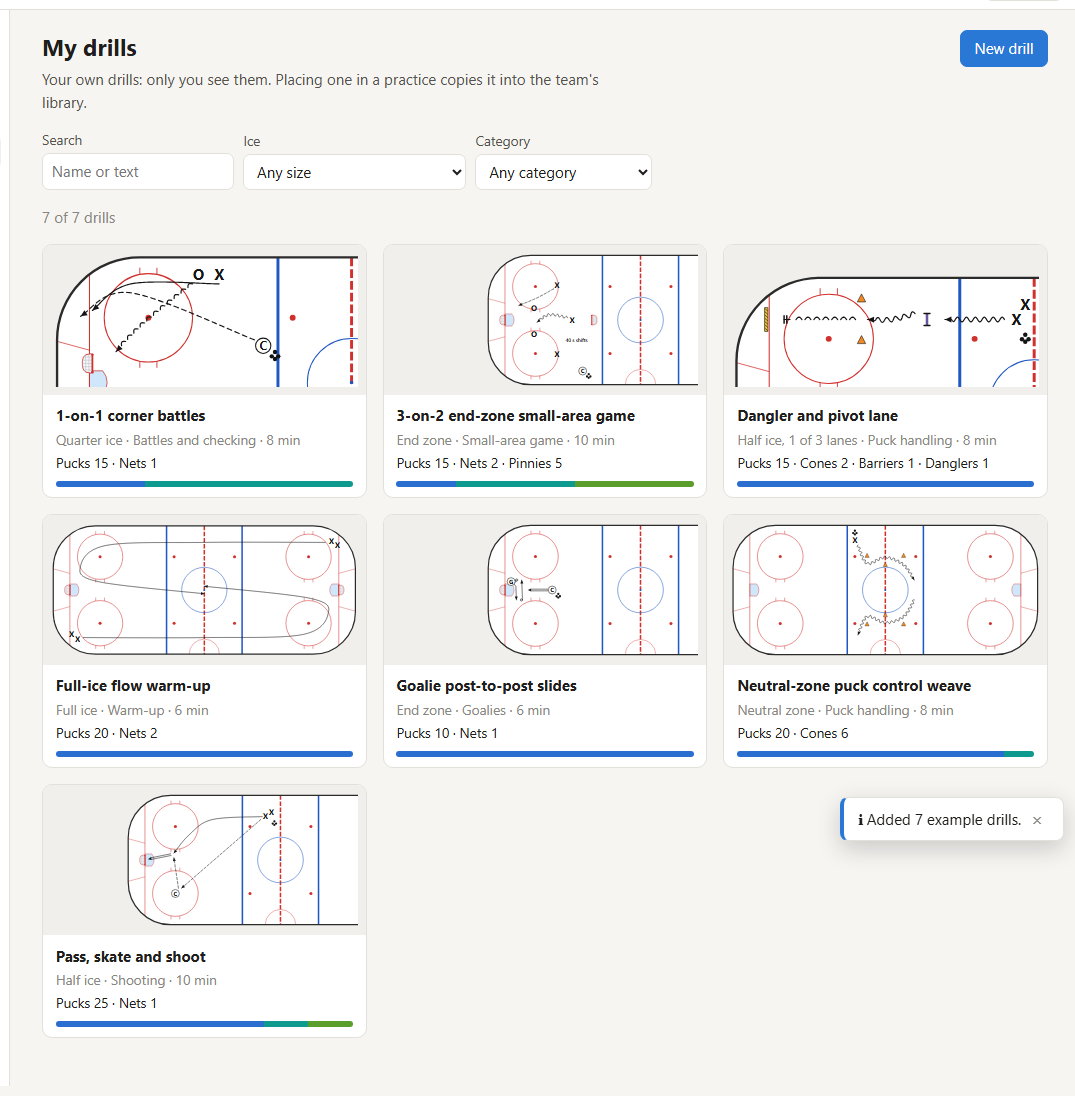 My drills
New drill
Your own drills: only you see them. Placing one in a practice copies it into the team's
library.
Search
Ice
Category
Name or text
Any size
Any category
7 of 7 drills
O X
C
1-on-1 corner battles
Quarter ice · Battles and checking · 8 min
Pucks 15 · Nets 1
X
O
X
O
X
40 s shifts
C
3-on-2 end-zone small-area game
End zone · Small-area game · 10 min
Pucks 15 · Nets 2 · Pinnies 5
X
X
I
Dangler and pivot lane
Half ice, 1 of 3 lanes · Puck handling · 8 min
Pucks 15 · Cones 2 · Barriers 1 · Danglers 1
X X
X X
Full-ice flow warm-up
Full ice · Warm-up · 6 min
Pucks 20 · Nets 2
G
C
Goalie post-to-post slides
End zone · Goalies · 6 min
Pucks 10 · Nets 1
X
Neutral-zone puck control weave
Neutral zone · Puck handling · 8 min
Pucks 20 · Cones 6
X X
C
Pass, skate and shoot
Half ice · Shooting · 10 min
Pucks 25 · Nets 1
i Added 7 example drills. ×